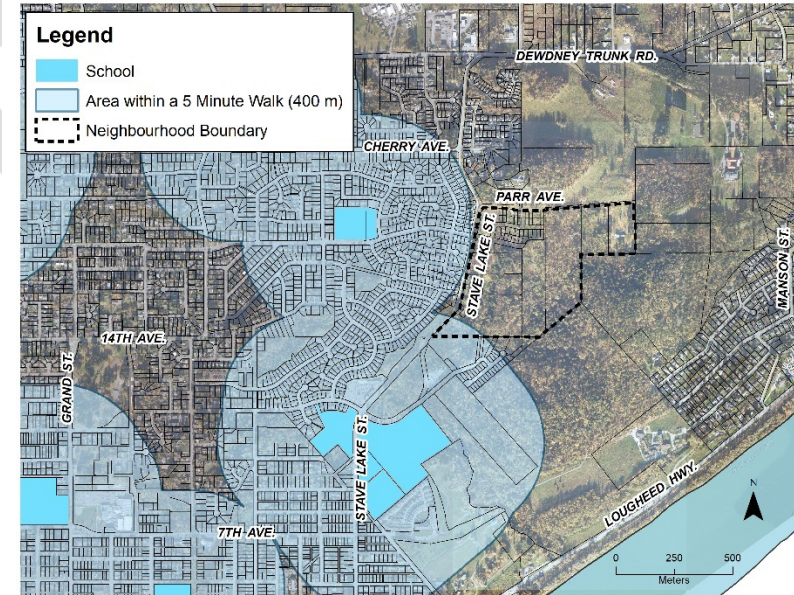 Legend
School
Area within a 5 Minute Walk (400 m)
Neighbourhood Boundary
DEWDNEY TRUNK RD.
CHERRY AVE.
PARR AVE.
STAVE LAKE ST.
MANSON ST.
14TH AVE.
GRAND ST.
STAVE LAKE ST.
LOUGHEED HWY.
7TH AVE.
N
0 250 500
Meters